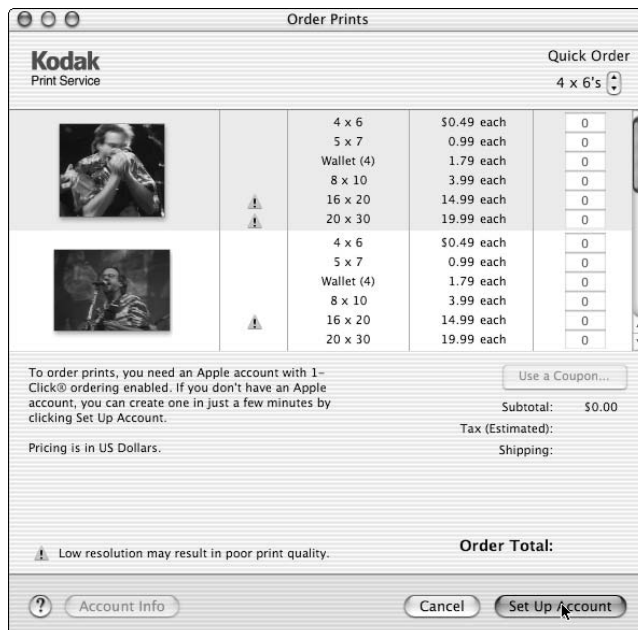 Order Prints
Kodak
Print Service
Quick Order
4 x 6's
4 x 6 $0.49 each 0
5 x 7 0.99 each 0
Wallet (4) 1.79 each 0
8 x 10 3.99 each 0
16 x 20 14.99 each 0
20 x 30 19.99 each 0
4 x 6 $0.49 each 0
5 x 7 0.99 each 0
Wallet (4) 1.79 each 0
8 x 10 3.99 each 0
16 x 20 14.99 each 0
20 x 30 19.99 each 0
To order prints, you need an Apple account with 1-
Click® ordering enabled. If you don't have an Apple
account, you can create one in just a few minutes by
clicking Set Up Account.
Pricing is in US Dollars.
Use a Coupon...
Subtotal: $0.00
Tax (Estimated):
Shipping:
Low resolution may result in poor print quality.
Order Total:
? Account Info Cancel Set Up Account